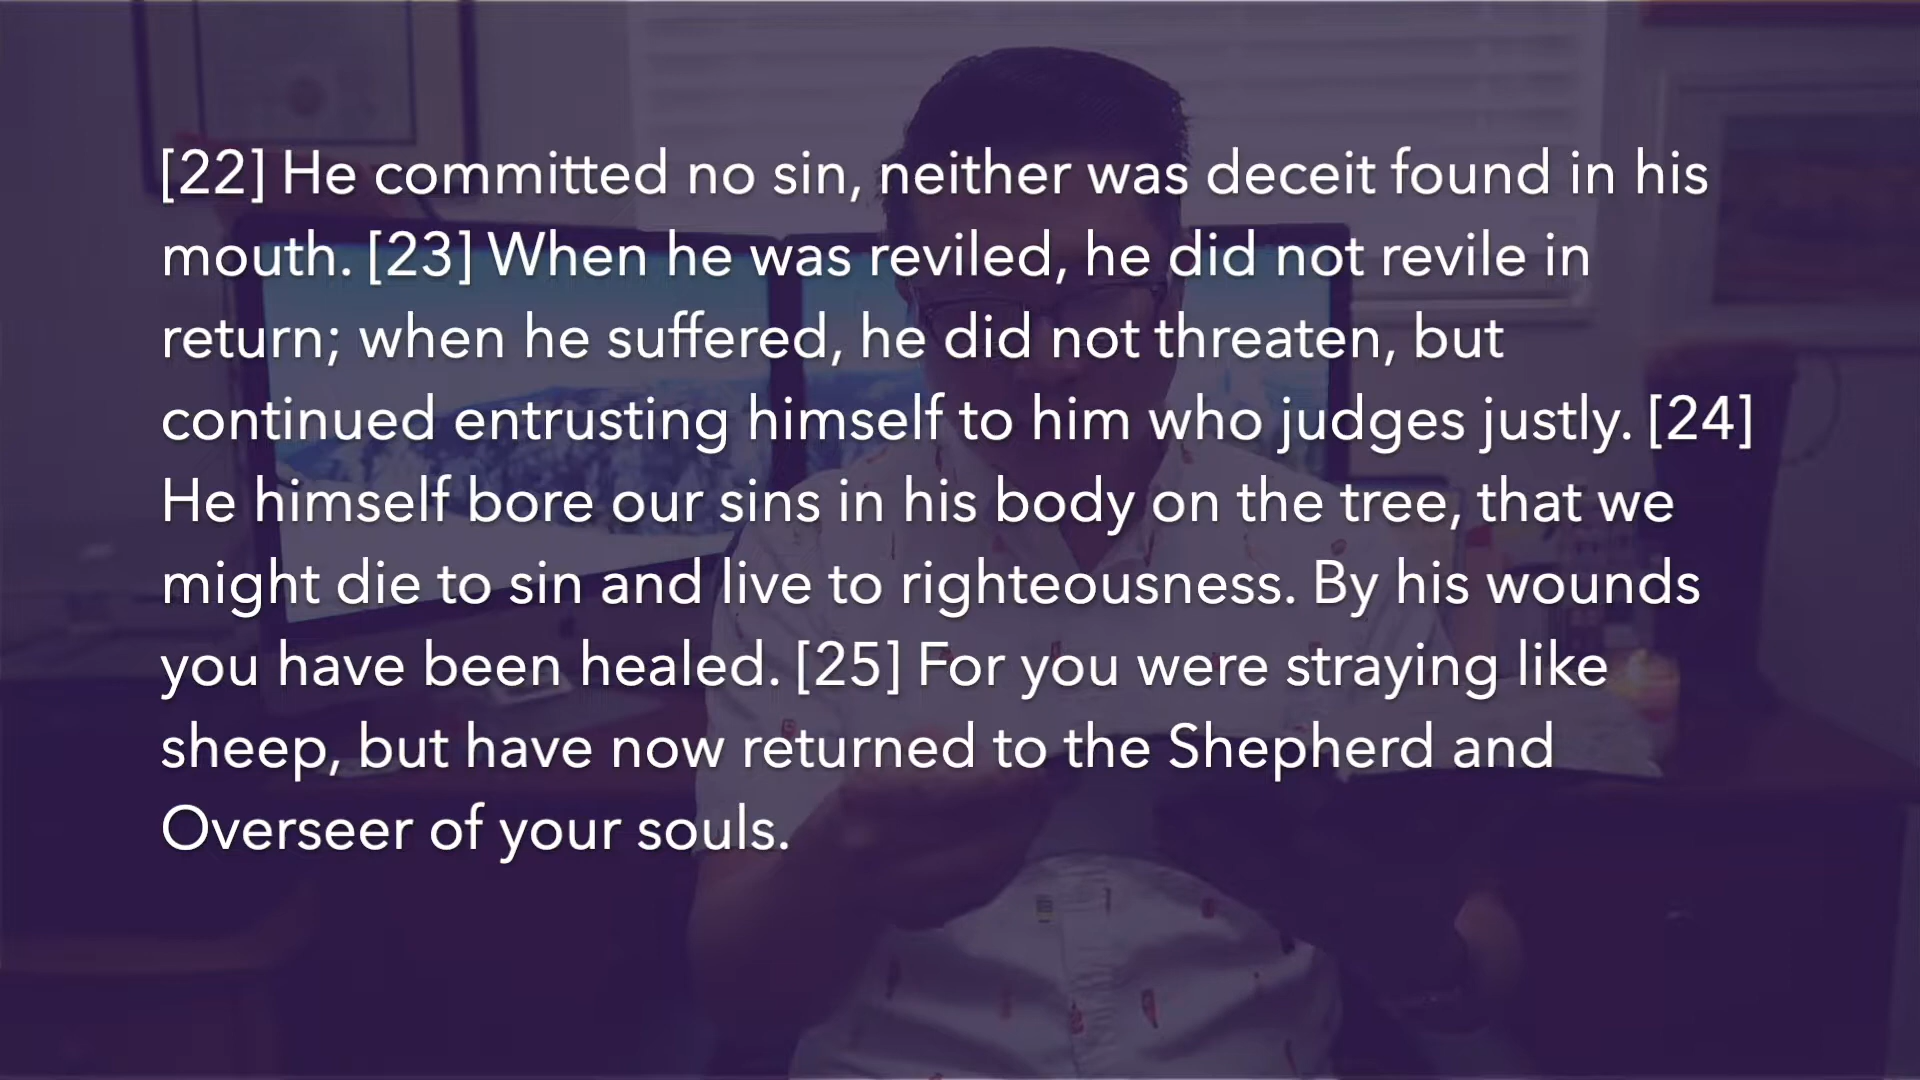 [22] He committed no sin, neither was deceit found in his
mouth. [23] When he was reviled, he did not revile in
return; when he suffered, he did not threaten, but
continued entrusting himself to him who judges justly. [24]
He himself bore our sins in his body on the tree, that we
might die to sin and live to righteousness. By his wounds
you have been healed. [25] For you were straying like
sheep, but have now returned to the Shepherd and
Overseer of your souls.